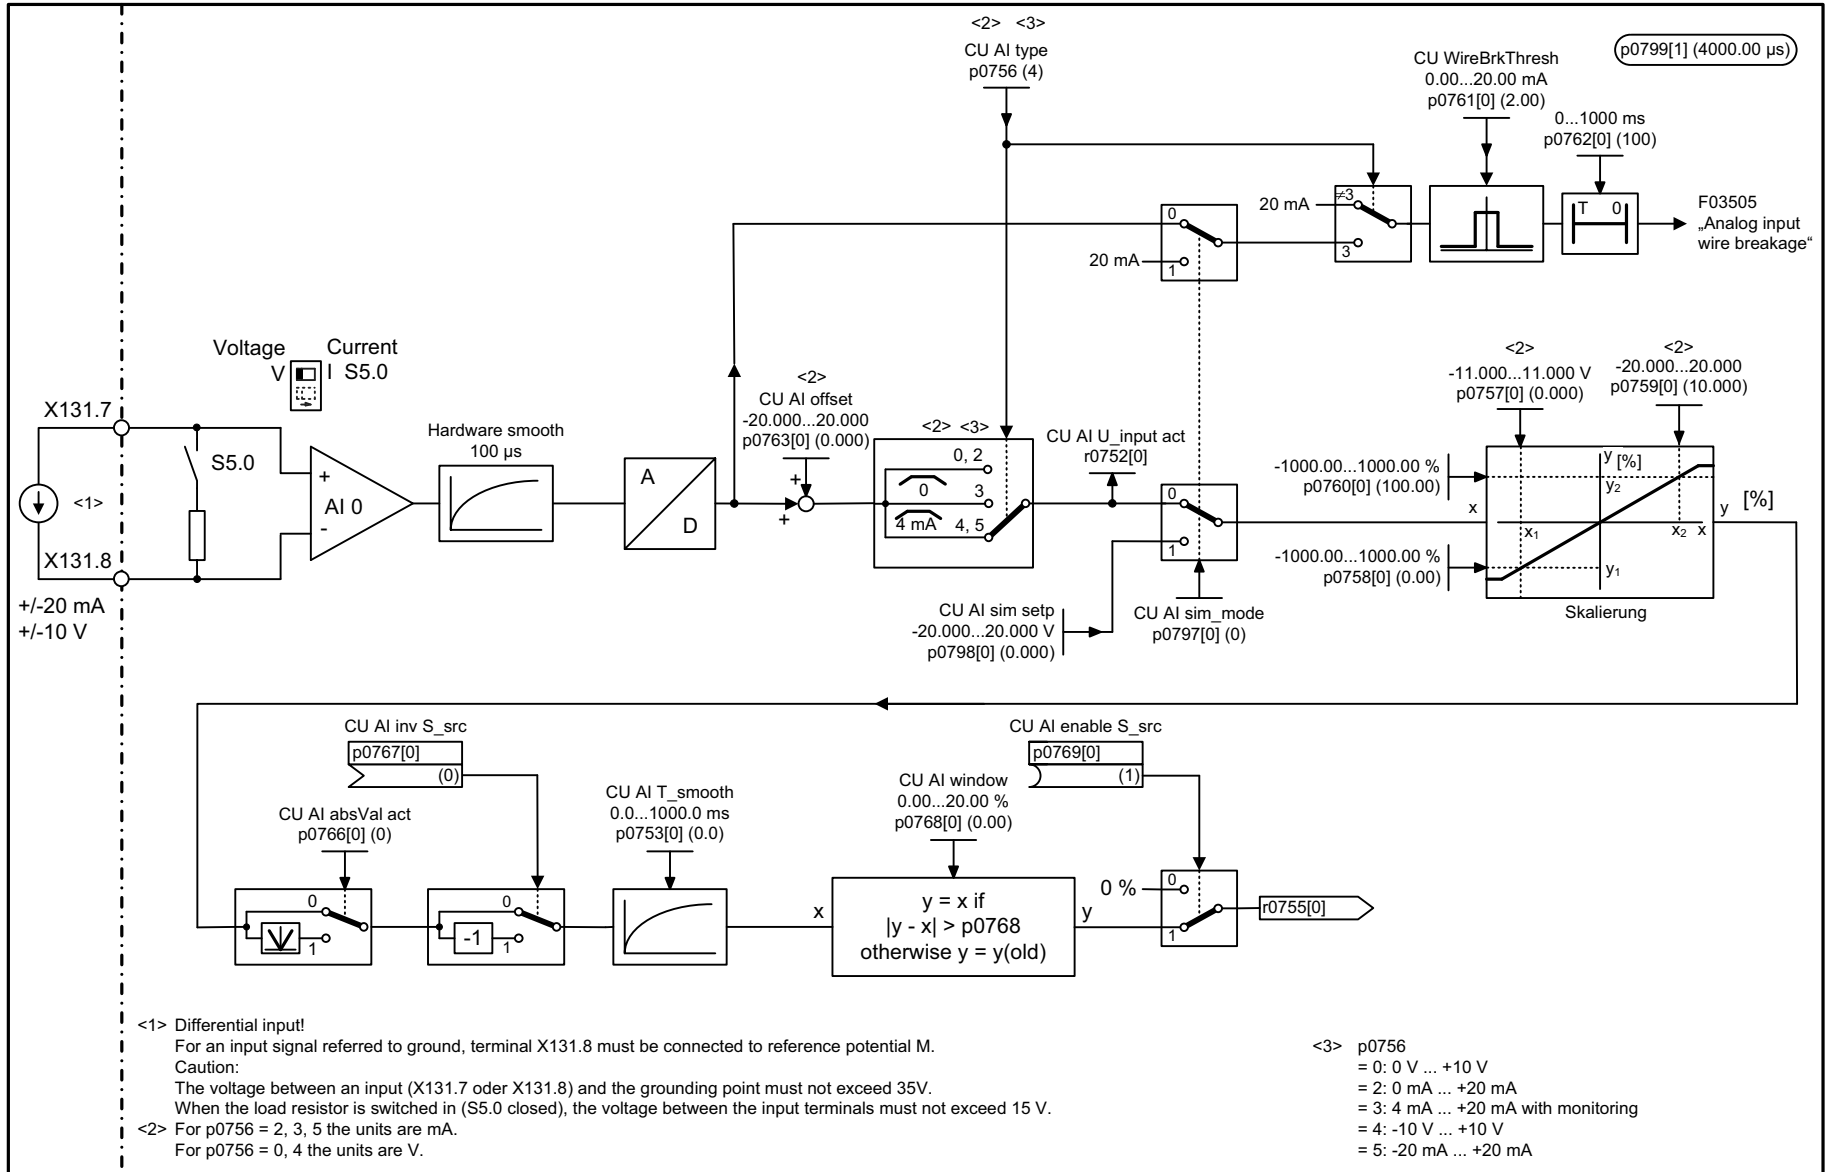 <2> <3>
CU AI type
p0756 (4)
p0799[1] (4000.00 µs)
CU WireBrkThresh
0.00...20.00 mA
p0761[0] (2.00)
0...1000 ms
p0762[0] (100)
20 mA
≠3
3
T 0
F03505
„Analog input
wire breakage“
0
20 mA
1
Voltage Current
V I S5.0
X131.7
S5.0
<1>
X131.8
+/-20 mA
+/-10 V
+
AI 0
-
Hardware smooth
100 µs
A
D
<2>
CU AI offset
-20.000...20.000
p0763[0] (0.000)
+
+
<2> <3>
0, 2
0
3
4 mA
4, 5
CU AI U_input act
r0752[0]
0
1
CU AI sim setp
-20.000...20.000 V
p0798[0] (0.000)
CU AI sim_mode
p0797[0] (0)
<2>
-11.000...11.000 V
p0757[0] (0.000)
<2>
-20.000...20.000
p0759[0] (10.000)
-1000.00...1000.00 %
p0760[0] (100.00)
-1000.00...1000.00 %
p0758[0] (0.00)
x
y [%]
y2
x1
x2 x
y1
y [%]
Skalierung
CU AI inv S_src
p0767[0]
(0)
CU AI absVal act
p0766[0] (0)
0
1
0
-1
1
CU AI T_smooth
0.0...1000.0 ms
p0753[0] (0.0)
CU AI window
0.00...20.00 %
p0768[0] (0.00)
x
y = x if
|y - x| > p0768
otherwise y = y(old)
y
CU AI enable S_src
p0769[0]
(1)
0 %
0
1
r0755[0]
<1> Differential input!
For an input signal referred to ground, terminal X131.8 must be connected to reference potential M.
Caution:
The voltage between an input (X131.7 oder X131.8) and the grounding point must not exceed 35V.
When the load resistor is switched in (S5.0 closed), the voltage between the input terminals must not exceed 15 V.
<2> For p0756 = 2, 3, 5 the units are mA.
For p0756 = 0, 4 the units are V.
<3> p0756
= 0: 0 V ... +10 V
= 2: 0 mA ... +20 mA
= 3: 4 mA ... +20 mA with monitoring
= 4: -10 V ... +10 V
= 5: -20 mA ... +20 mA